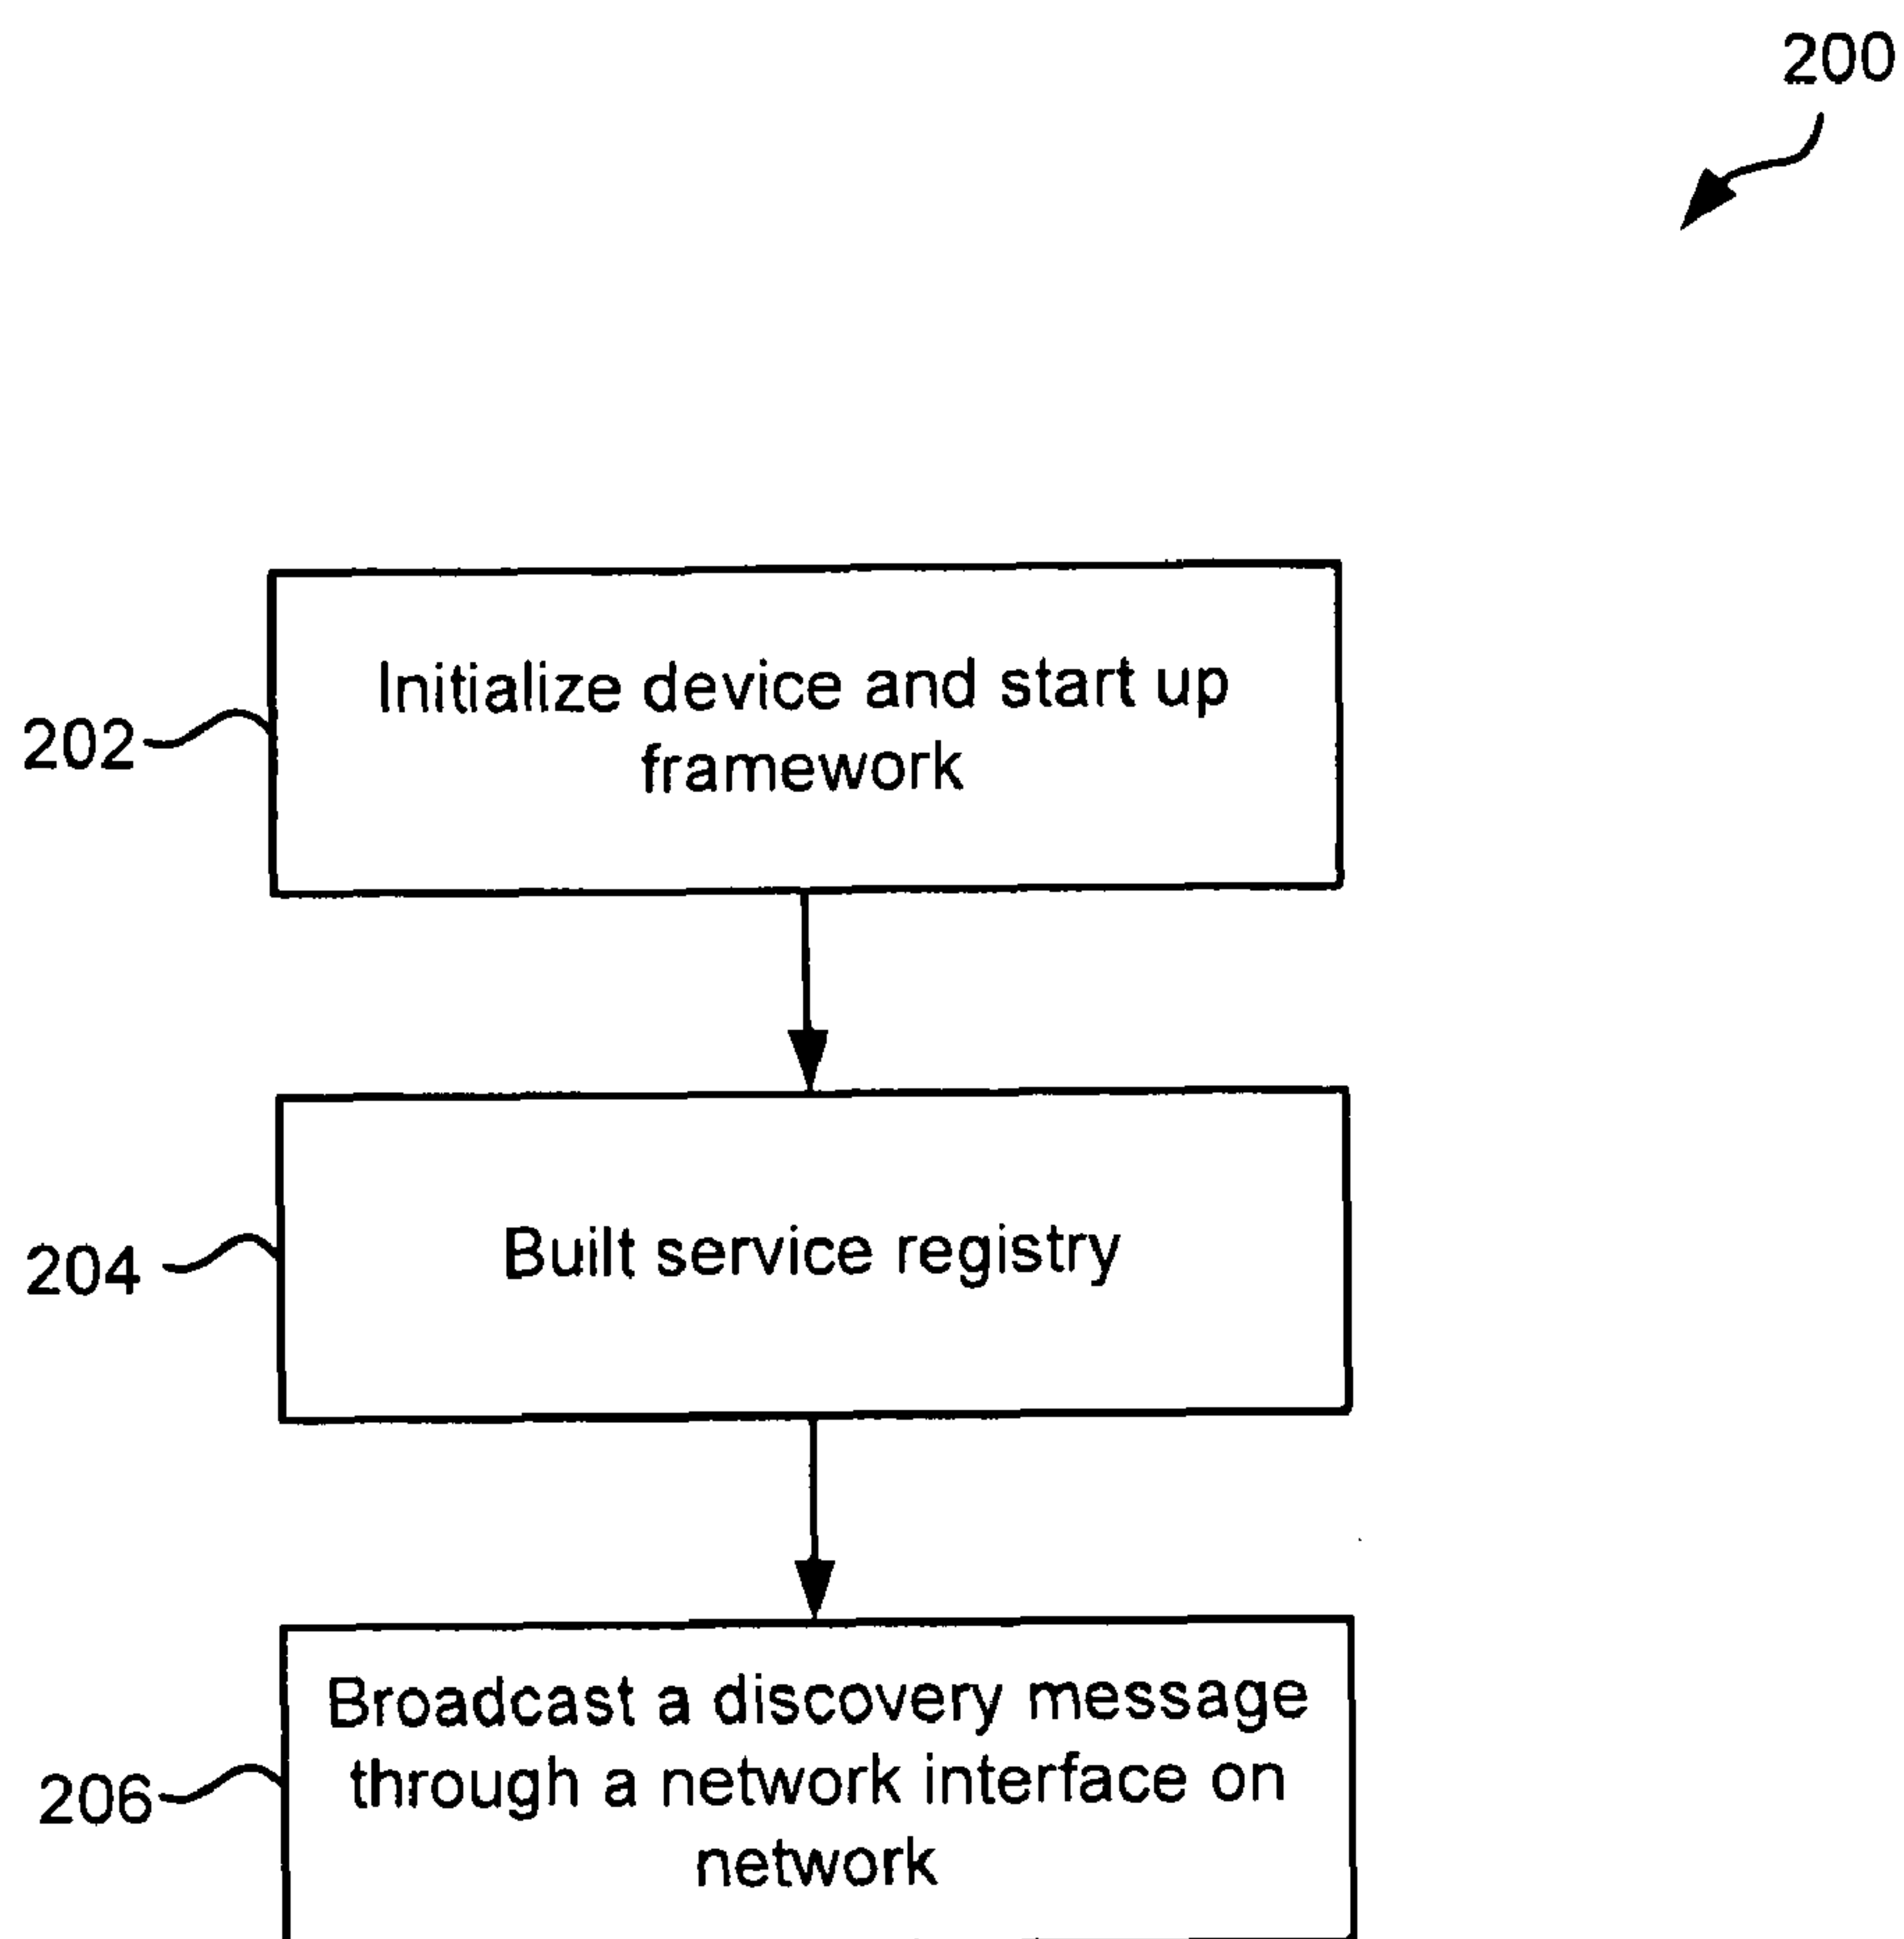 200
Initialize device and start up
framework
202
Built service registry
204
Broadcast a discovery message
through a network interface on
network
206